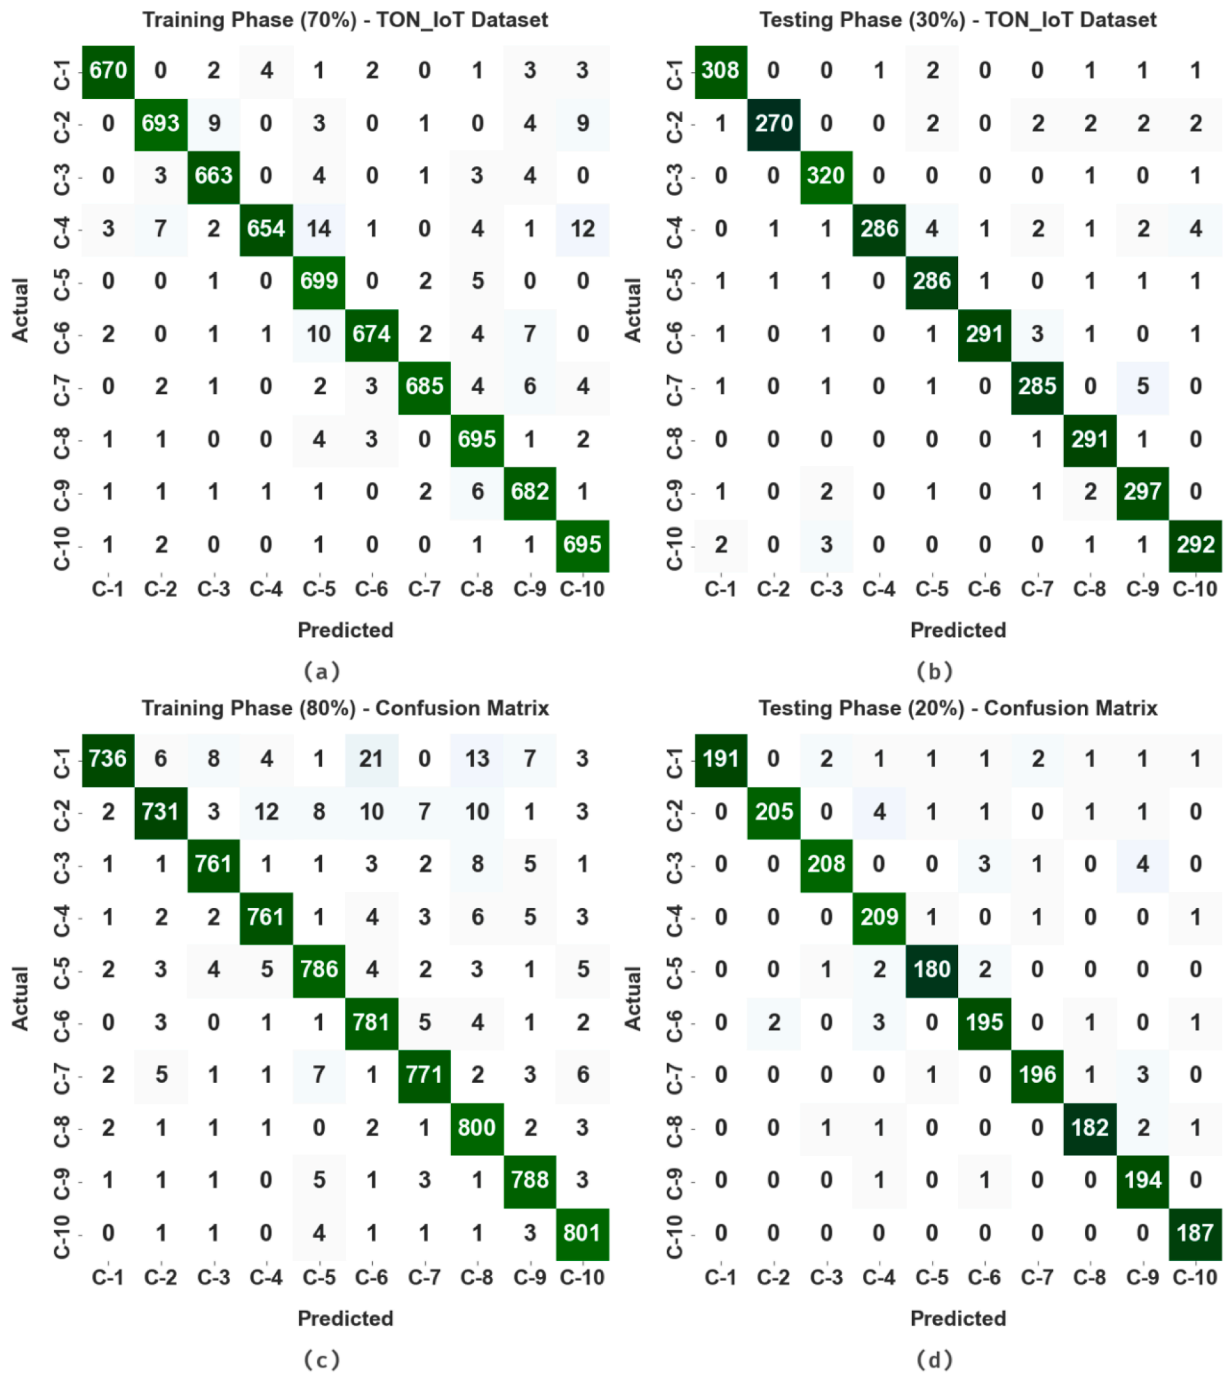 Training Phase (70%) - TON_IoT Dataset
C-1 670 0 2 4 1 2 0 1 3 3
C-2 0 693 9 0 3 0 1 0 4 9
C-3 0 3 663 0 4 0 1 3 4 0
C-4 3 7 2 654 14 1 0 4 1 12
C-5 0 0 1 0 699 0 2 5 0 0
C-6 2 0 1 1 10 674 2 4 7 0
C-7 0 2 1 0 2 3 685 4 6 4
C-8 1 1 0 0 4 3 0 695 1 2
C-9 1 1 1 1 1 0 2 6 682 1
C-10 1 2 0 0 1 0 0 1 1 695
Actual
C-1 C-2 C-3 C-4 C-5 C-6 C-7 C-8 C-9 C-10
Predicted
(a)
Testing Phase (30%) - TON_IoT Dataset
C-1 308 0 0 1 2 0 0 1 1 1
C-2 1 270 0 0 2 0 2 2 2 2
C-3 0 0 320 0 0 0 0 1 0 1
C-4 0 1 1 286 4 1 2 1 2 4
C-5 1 1 1 0 286 1 0 1 1 1
C-6 1 0 1 0 1 291 3 1 0 1
C-7 1 0 1 0 1 0 285 0 5 0
C-8 0 0 0 0 0 0 1 291 1 0
C-9 1 0 2 0 1 0 1 2 297 0
C-10 2 0 3 0 0 0 0 1 1 292
Actual
C-1 C-2 C-3 C-4 C-5 C-6 C-7 C-8 C-9 C-10
Predicted
(b)
Training Phase (80%) - Confusion Matrix
C-1 736 6 8 4 1 21 0 13 7 3
C-2 2 731 3 12 8 10 7 10 1 3
C-3 1 1 761 1 1 3 2 8 5 1
C-4 1 2 2 761 1 4 3 6 5 3
C-5 2 3 4 5 786 4 2 3 1 5
C-6 0 3 0 1 1 781 5 4 1 2
C-7 2 5 1 1 7 1 771 2 3 6
C-8 2 1 1 1 0 2 1 800 2 3
C-9 1 1 1 0 5 1 3 1 788 3
C-10 0 1 1 0 4 1 1 1 3 801
Actual
C-1 C-2 C-3 C-4 C-5 C-6 C-7 C-8 C-9 C-10
Predicted
(c)
Testing Phase (20%) - Confusion Matrix
C-1 191 0 2 1 1 1 2 1 1 1
C-2 0 205 0 4 1 1 0 1 1 0
C-3 0 0 208 0 0 3 1 0 4 0
C-4 0 0 0 209 1 0 1 0 0 1
C-5 0 0 1 2 180 2 0 0 0 0
C-6 0 2 0 3 0 195 0 1 0 1
C-7 0 0 0 0 1 0 196 1 3 0
C-8 0 0 1 1 0 0 0 182 2 1
C-9 0 0 0 1 0 1 0 0 194 0
C-10 0 0 0 0 0 0 0 0 0 187
Actual
C-1 C-2 C-3 C-4 C-5 C-6 C-7 C-8 C-9 C-10
Predicted
(d)